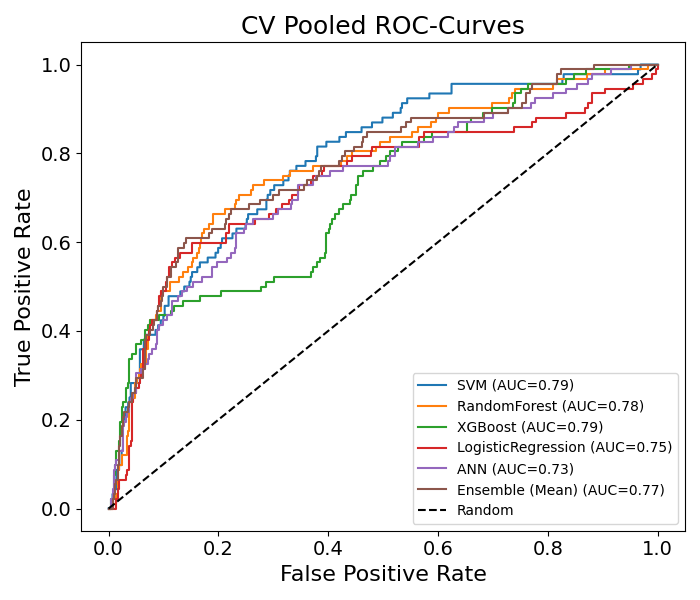 CV Pooled ROC-Curves
True Positive Rate
1.0
0.8
0.6
0.4
0.2
0.0
SVM (AUC=0.79)
RandomForest (AUC=0.78)
XGBoost (AUC=0.79)
LogisticRegression (AUC=0.75)
ANN (AUC=0.73)
Ensemble (Mean) (AUC=0.77)
Random
0.0 0.2 0.4 0.6 0.8 1.0
False Positive Rate